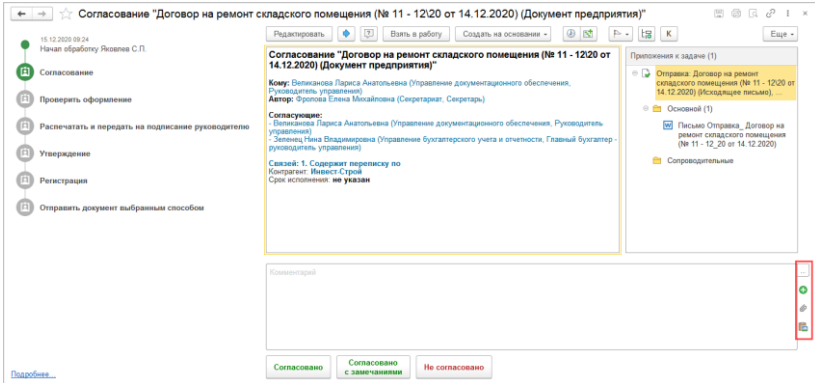 Согласование "Договор на ремонт складского помещения (№ 11 - 12\20 от 14.12.2020) (Документ предприятия)"
15.12.2020 09:24
Начал обработку Яковлев С.П.
Согласование
Проверить оформление
Распечатать и передать на подписание руководителю
Утверждение
Регистрация
Отправить документ выбранным способом
Подробнее...
Редактировать
Взять в работу
Создать на основании
К
Еще
Согласование "Договор на ремонт складского помещения (№ 11 - 12\20 от
14.12.2020) (Документ предприятия)"
Кому: Великанова Лариса Анатольевна (Управление документационного обеспечения,
Руководитель управления)
Автор: Фролова Елена Михайловна (Секретариат, Секретарь)
Согласующие:
- Великанова Лариса Анатольевна (Управление документационного обеспечения, Руководитель
управления)
- Зеленец Нина Владимировна (Управление бухгалтерского учета и отчетности, Главный бухгалтер -
руководитель управления)
Связей: 1. Содержит переписку по
Контрагент: Инвест-Строй
Срок исполнения: не указан
Приложения к задаче (1)
Отправка: Договор на ремонт
складского помещения (№ 11 - 12\20 от
14.12.2020) (Исходящее письмо), ...
Основной (1)
Письмо Отправка_ Договор на
ремонт складского помещения
(№ 11 - 12_20 от 14.12.2020)
Сопроводительные
Комментарий
...
Согласовано
Согласовано
с замечаниями
Не согласовано